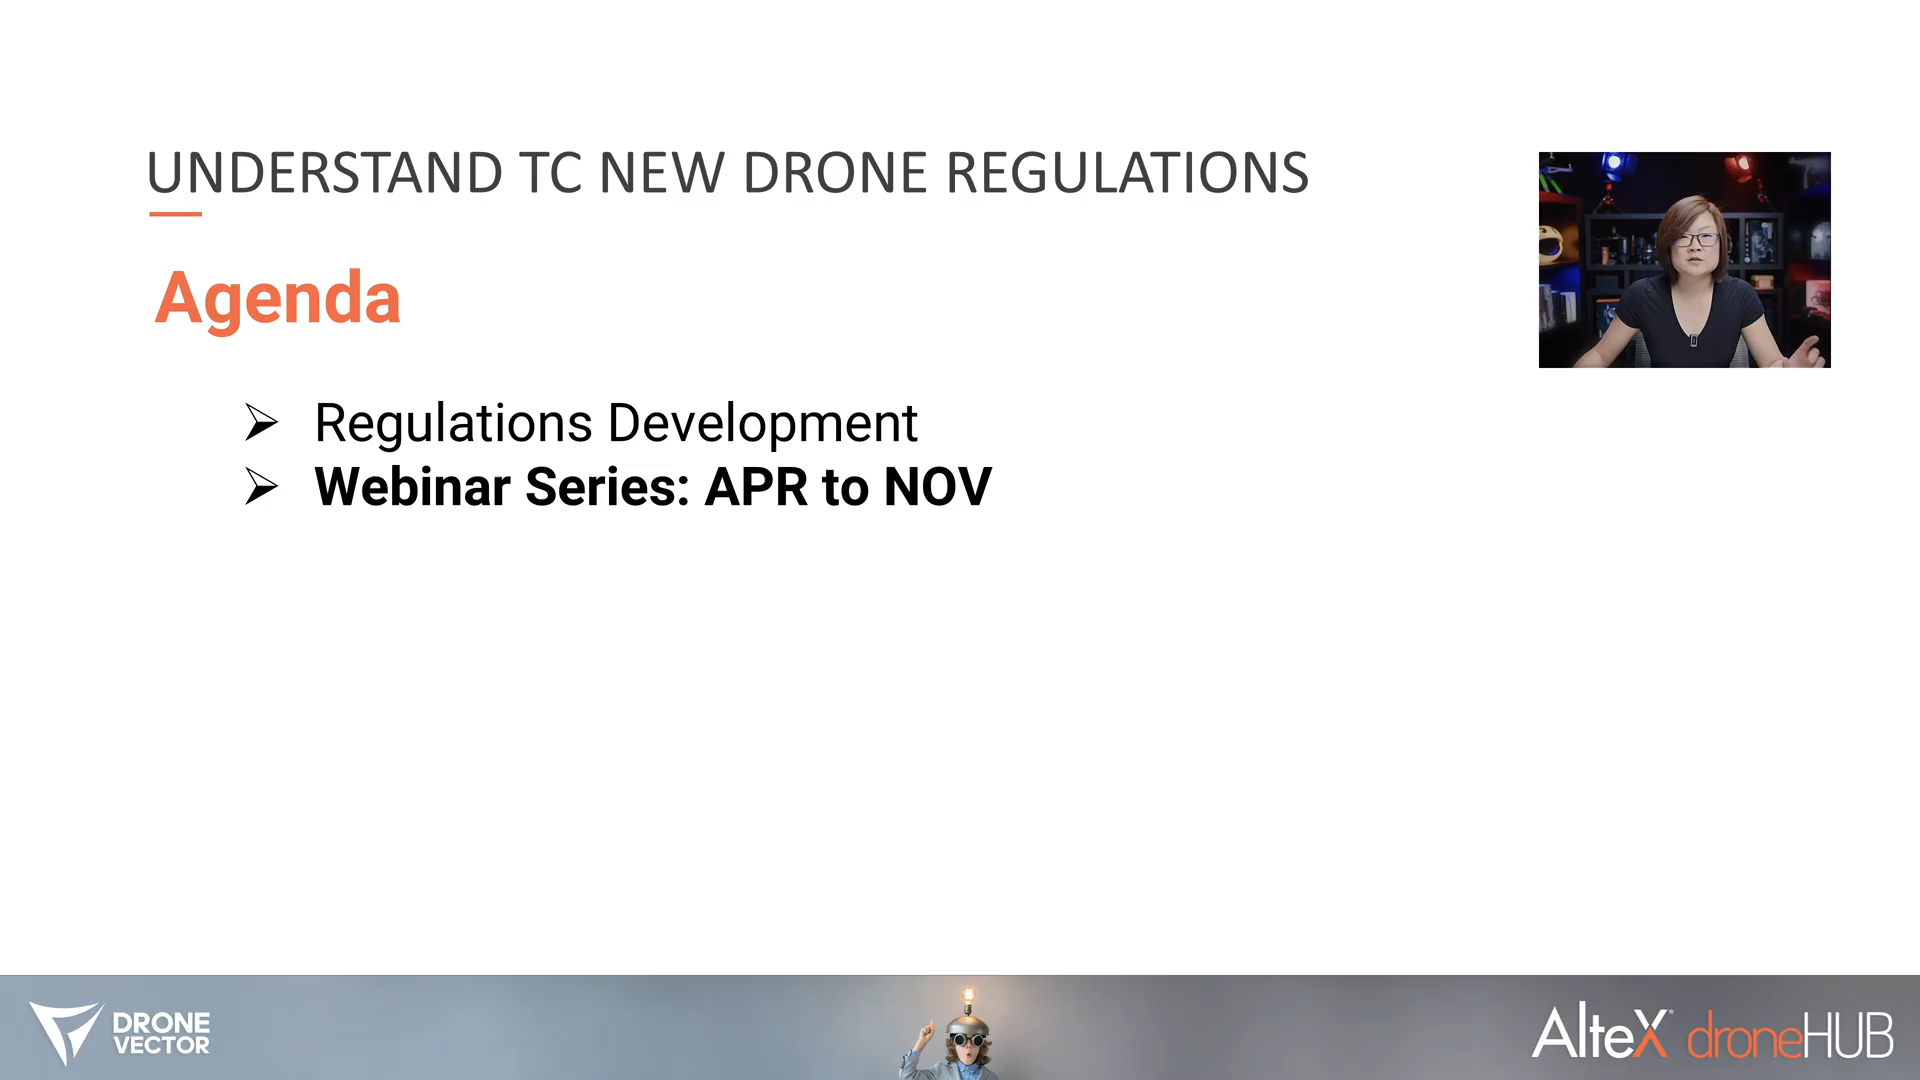 UNDERSTAND TC NEW DRONE REGULATIONS
Agenda
Regulations Development
Webinar Series: APR to NOV
DRONE
VECTOR
AlteX droneHUB